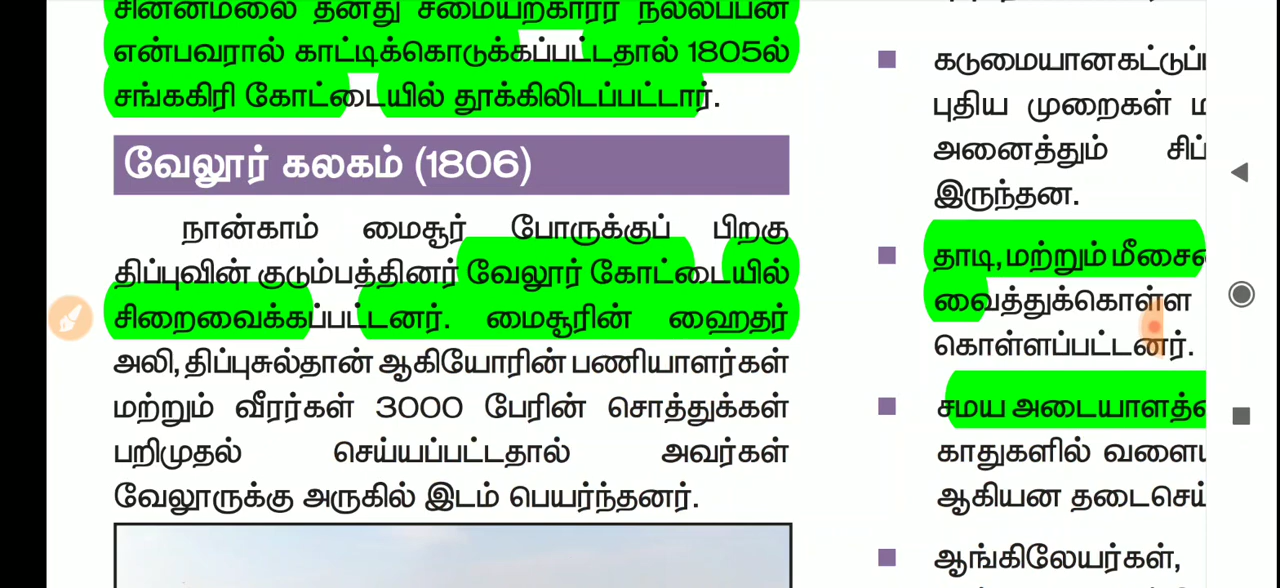 சின்னமலை தனது சமையற்காரர் நல்லப்பன்
என்பவரால் காட்டிக்கொடுக்கப்பட்டதால் 1805ல்
சங்ககிரி கோட்டையில் தூக்கிலிடப்பட்டார்.
வேலூர் கலகம் (1806)
நான்காம் மைசூர் போருக்குப் பிறகு
திப்புவின் குடும்பத்தினர் வேலூர் கோட்டையில்
சிறைவைக்கப்பட்டனர். மைசூரின் ஹைதர்
அலி, திப்புசுல்தான் ஆகியோரின் பணியாளர்கள்
மற்றும் வீரர்கள் 3000 பேரின் சொத்துக்கள்
பறிமுதல் செய்யப்பட்டதால் அவர்கள்
வேலூருக்கு அருகில் இடம் பெயர்ந்தனர்.
புதிய முறைகள்
அனைத்தும்
இருந்தன.
தாடி, மற்றும்
வைத்துக்கொள்ள
கொள்ளப்பட்டனர்.
சமய
காதுகளில்
ஆகியன
ஆங்கிலேயர்கள்,